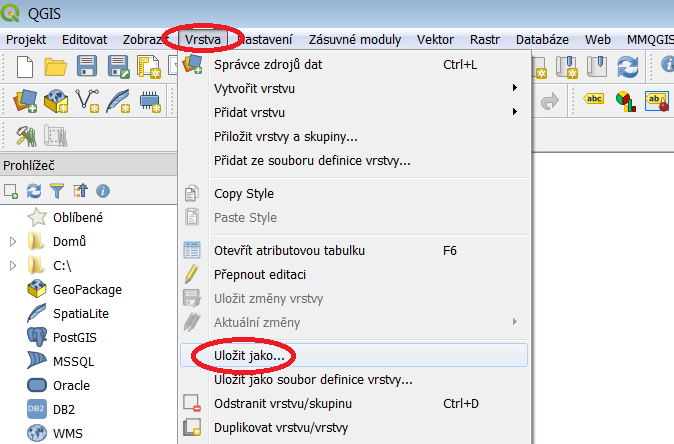 QGIS
Projekt Editovat Zobrazi Vrstva astavení Zásuvné moduly Vektor Rastr Databáze Web MMQGIS
abc ab
Prohlížeč
Oblíbené
Domů
C:\
GeoPackage
SpatiaLite
PostGIS
MSSQL
Oracle
DB2 DB2
WMS
Správce zdrojů dat Ctrl+L
Vytvořit vrstvu
Přidat vrstvu
Přiložit vrstvy a skupiny...
Přidat ze souboru definice vrstvy...
Copy Style
Paste Style
Otevřít atributovou tabulku F6
Přepnout editaci
Uložit změny vrstvy
Aktuální změny
Uložit jako...
Uložit jako soubor definice vrstvy...
Odstranit vrstvu/skupinu Ctrl+D
Duplikovat vrstvu/vrstvy